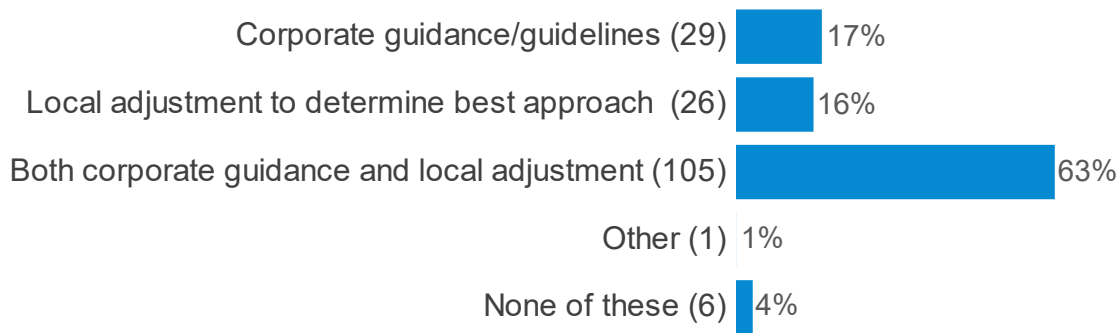 Corporate guidance/guidelines (29) 17%
Local adjustment to determine best approach (26) 16%
Both corporate guidance and local adjustment (105) 63%
Other (1) 1%
None of these (6) 4%